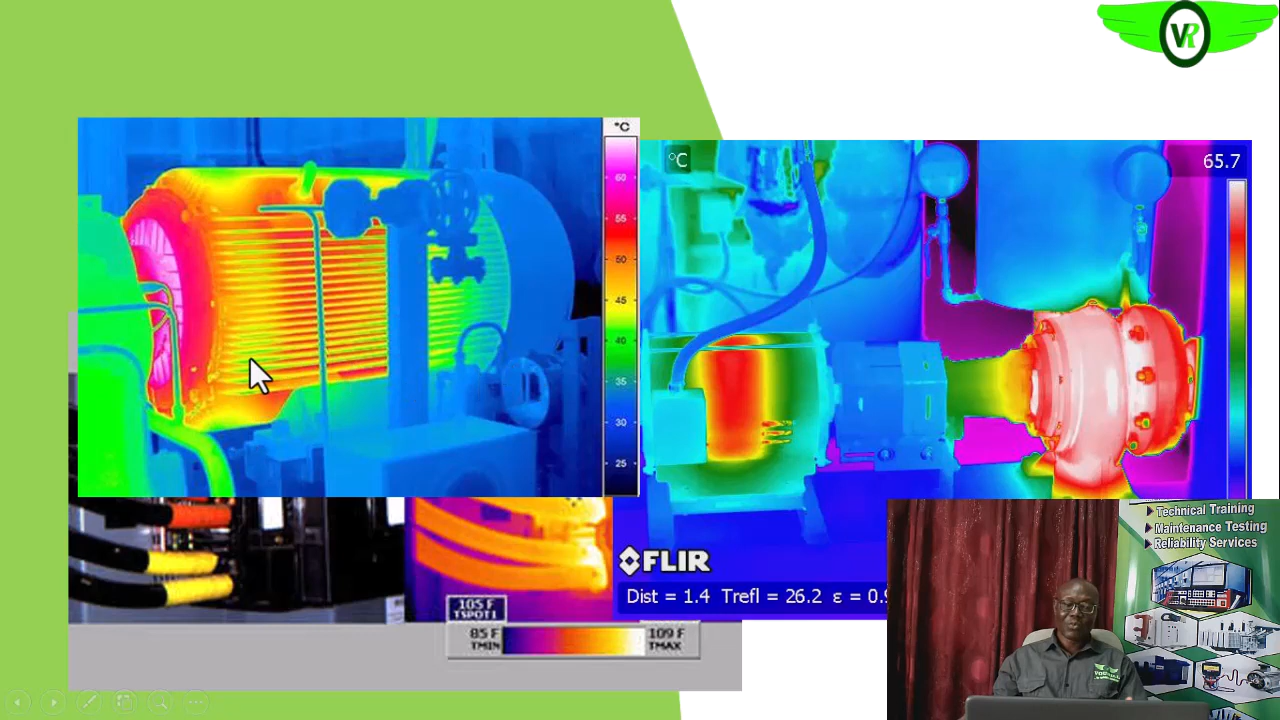 VR
°C
60
55
50
45
40
35
30
25
°C
65.7
FLIR
Dist = 1.4 Trefl = 26.2 ε = 0.9
105 F
TSPOT1
85 F
TMIN
109 F
TMAX
Technical Training
Maintenance Testing
Reliability Services